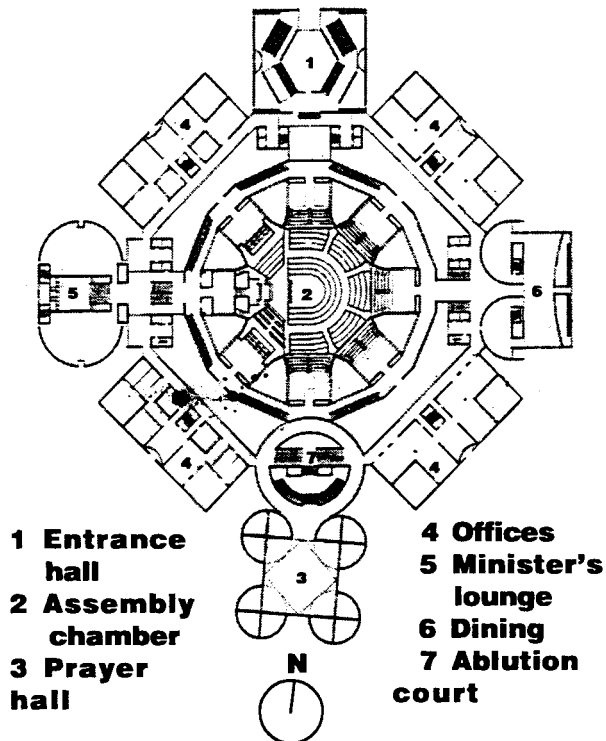 1
4
4
5
2
6
4
7
4
3
1 Entrance
hall
2 Assembly
chamber
3 Prayer
hall
4 Offices
5 Minister's
lounge
6 Dining
7 Ablution
court
N